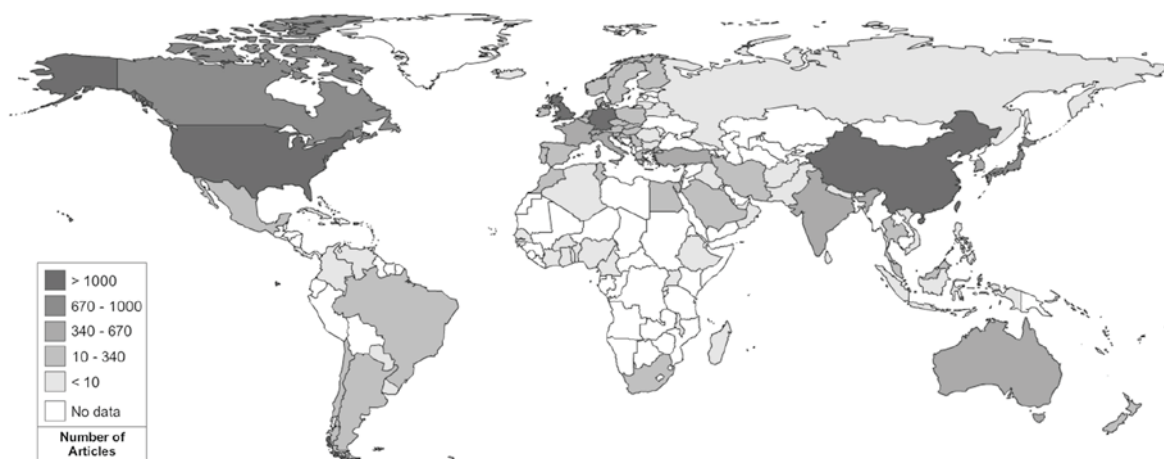 > 1000
670 - 1000
340 - 670
10 - 340
< 10
No data
Number of
Articles